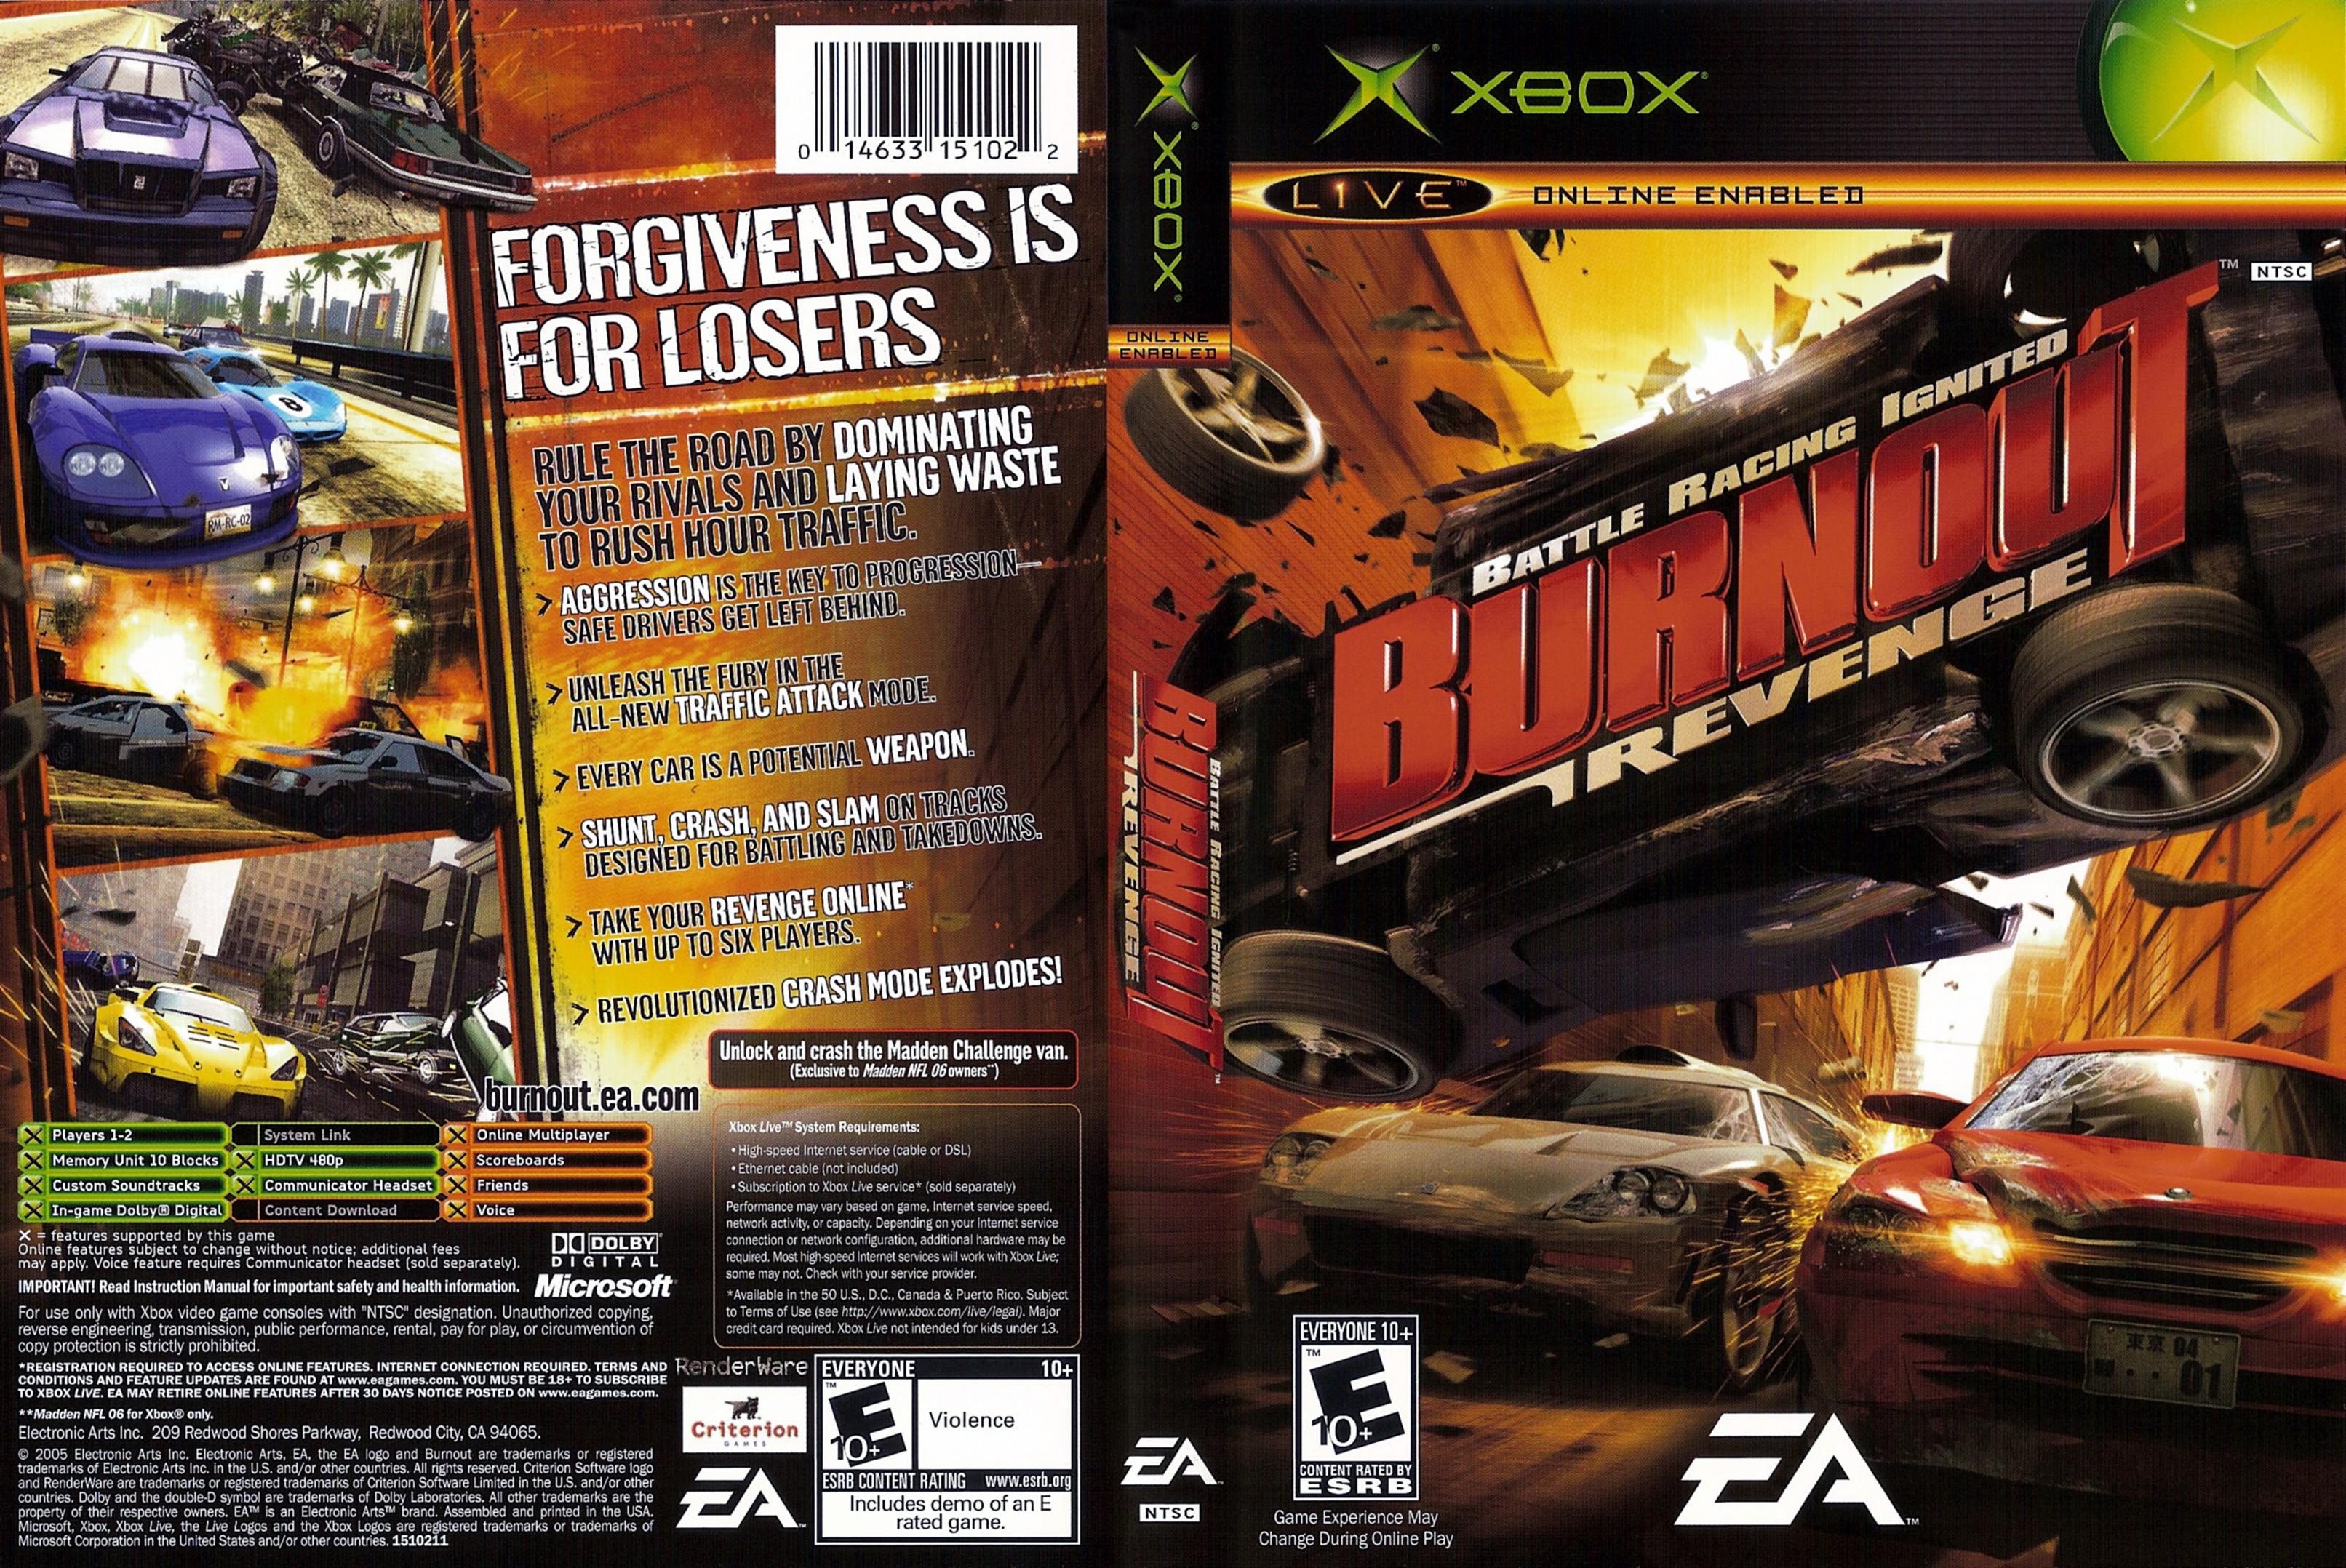 0 14633 15102 2
FORGIVENESS IS
FOR LOSERS
RULE THE ROAD BY DOMINATING
YOUR RIVALS AND LAYING WASTE
TO RUSH HOUR TRAFFIC.
> AGGRESSION IS THE KEY TO PROGRESSION—
SAFE DRIVERS GET LEFT BEHIND.
> UNLEASH THE FURY IN THE
ALL-NEW TRAFFIC ATTACK MODE.
> EVERY CAR IS A POTENTIAL WEAPON.
> SHUNT, CRASH, AND SLAM ON TRACKS
DESIGNED FOR BATTLING AND TAKEDOWNS.
> TAKE YOUR REVENGE ONLINE*
WITH UP TO SIX PLAYERS.
> REVOLUTIONIZED CRASH MODE EXPLODES!
8
RM-RC-02
Unlock and crash the Madden Challenge van.
(Exclusive to Madden NFL 06 owners**)
burnout.ea.com
Players 1-2
System Link
Online Multiplayer
Memory Unit 10 Blocks
HDTV 480p
Scoreboards
Custom Soundtracks
Communicator Headset
Friends
In-game Dolby® Digital
Content Download
Voice
X = features supported by this game
Online features subject to change without notice; additional fees
may apply. Voice feature requires Communicator headset (sold separately).
DOLBY
DIGITAL
IMPORTANT! Read Instruction Manual for important safety and health information.
Microsoft®
For use only with Xbox video game consoles with "NTSC" designation. Unauthorized copying,
reverse engineering, transmission, public performance, rental, pay for play, or circumvention of
copy protection is strictly prohibited.
*REGISTRATION REQUIRED TO ACCESS ONLINE FEATURES. INTERNET CONNECTION REQUIRED. TERMS AND
CONDITIONS AND FEATURE UPDATES ARE FOUND AT www.eagames.com. YOU MUST BE 18+ TO SUBSCRIBE
TO XBOX LIVE. EA MAY RETIRE ONLINE FEATURES AFTER 30 DAYS NOTICE POSTED ON www.eagames.com.
**Madden NFL 06 for Xbox® only.
Electronic Arts Inc. 209 Redwood Shores Parkway, Redwood City, CA 94065.
© 2005 Electronic Arts Inc. Electronic Arts, EA, the EA logo and Burnout are trademarks or registered
trademarks of Electronic Arts Inc. in the U.S. and/or other countries. All rights reserved. Criterion Software logo
and RenderWare are trademarks or registered trademarks of Criterion Software Limited in the U.S. and/or other
countries. Dolby and the double-D symbol are trademarks of Dolby Laboratories. All other trademarks are the
property of their respective owners. EA™ is an Electronic Arts™ brand. Assembled and printed in the USA.
Microsoft, Xbox, Xbox Live, the Live Logos and the Xbox Logos are registered trademarks or trademarks of
Microsoft Corporation in the United States and/or other countries. 1510211
Xbox Live™ System Requirements:
• High-speed Internet service (cable or DSL)
• Ethernet cable (not included)
• Subscription to Xbox Live service* (sold separately)
Performance may vary based on game, Internet service speed,
network activity, or capacity. Depending on your Internet service
connection or network configuration, additional hardware may be
required. Most high-speed Internet services will work with Xbox Live;
some may not. Check with your service provider.
*Available in the 50 U.S., D.C., Canada & Puerto Rico. Subject
to Terms of Use (see http://www.xbox.com/live/legal). Major
credit card required. Xbox Live not intended for kids under 13.
RenderWare
Criterion
GAMES
EA™
EVERYONE 10+
™
E
10+
Violence
ESRB CONTENT RATING www.esrb.org
Includes demo of an E
rated game.
XBOX®
ONLINE
ENABLED
BATTLE RACING IGNITED
BURNOUT™
REVENGE
EA™
NTSC
XBOX®
LIVE™ ONLINE ENABLED
™ NTSC
BATTLE RACING IGNITED
BURNOUT
REVENGE
東京 04
01
EVERYONE 10+
™
E
10+
CONTENT RATED BY
ESRB
Game Experience May
Change During Online Play
EA™